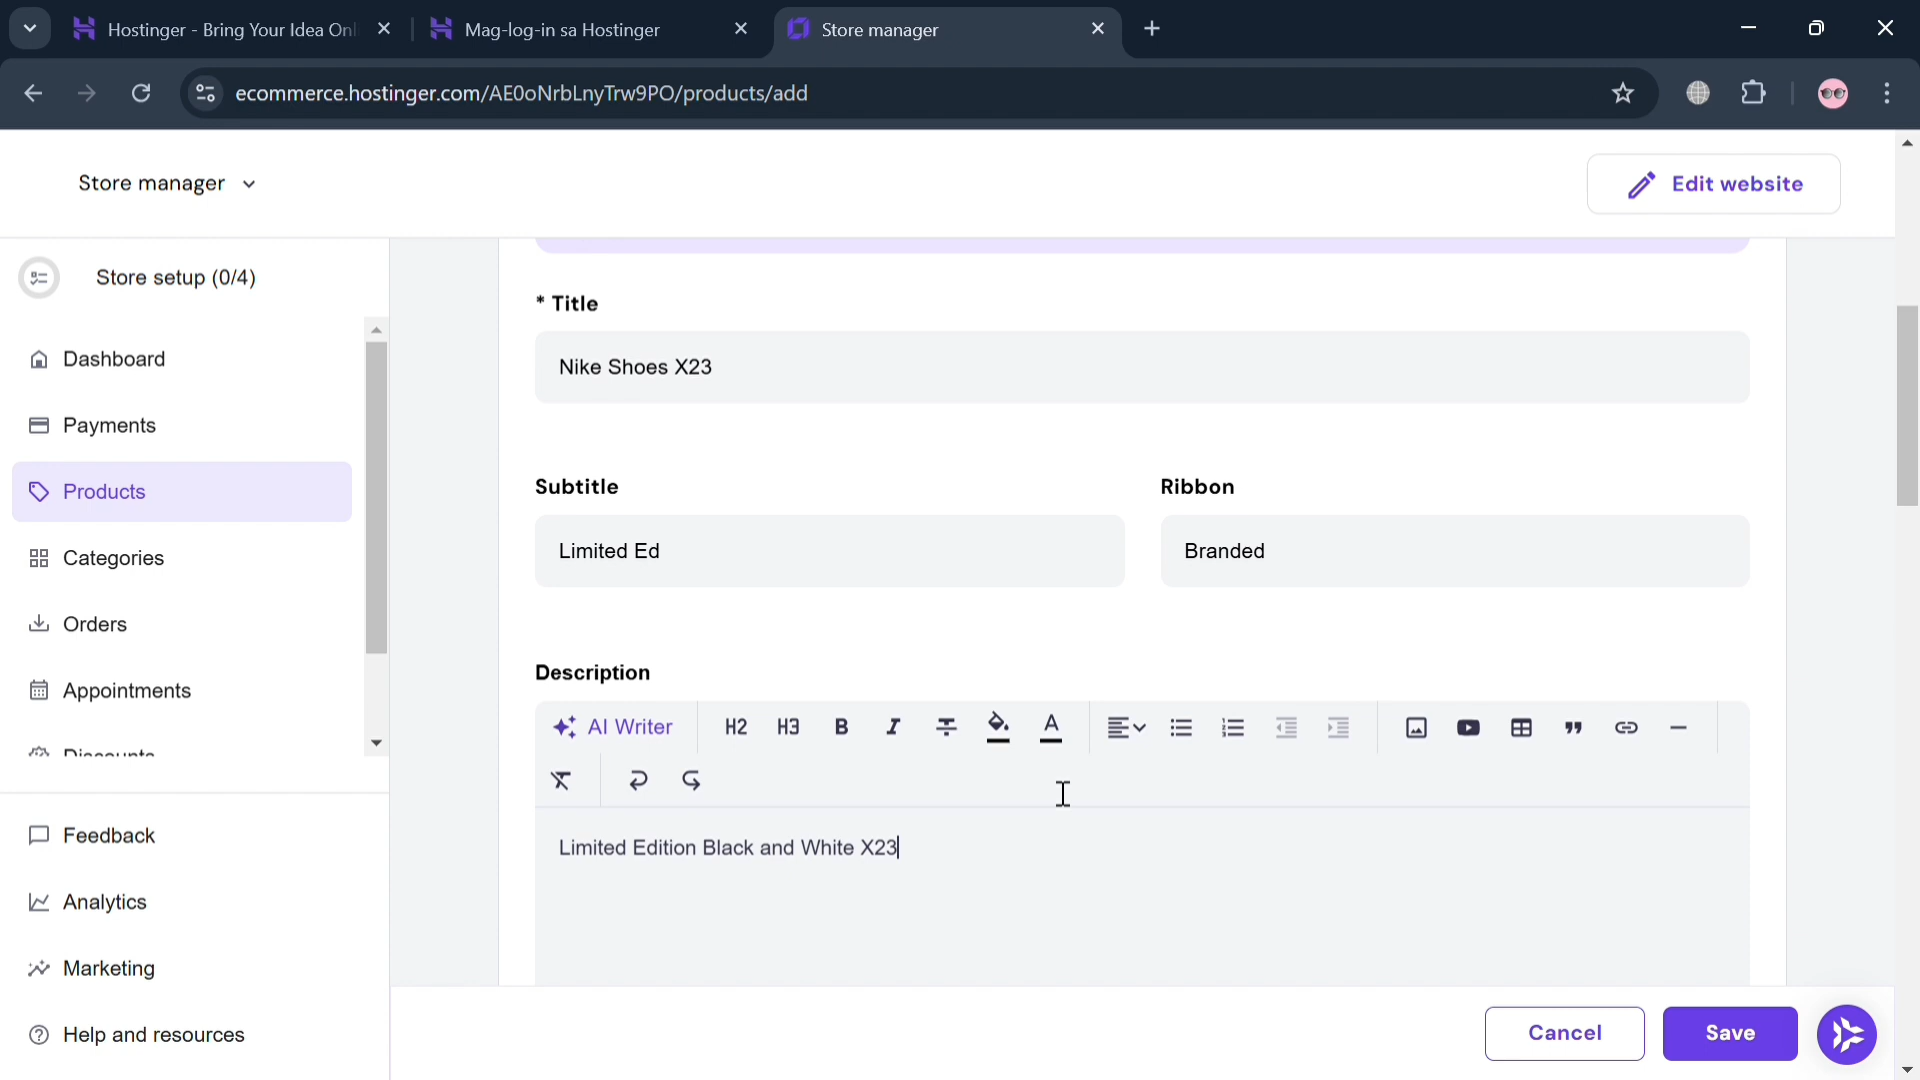 Hostinger - Bring Your Idea Onl
Mag-log-in sa Hostinger
Store manager
ecommerce.hostinger.com/AE0oNrbLnyTrw9PO/products/add
Store manager
Edit website
Store setup (0/4)
Dashboard
Payments
Products
Categories
Orders
Appointments
Discounts
Feedback
Analytics
Marketing
Help and resources
* Title
Nike Shoes X23
Subtitle
Ribbon
Limited Ed
Branded
Description
AI Writer H2 H3 B I
Limited Edition Black and White X23
Cancel
Save